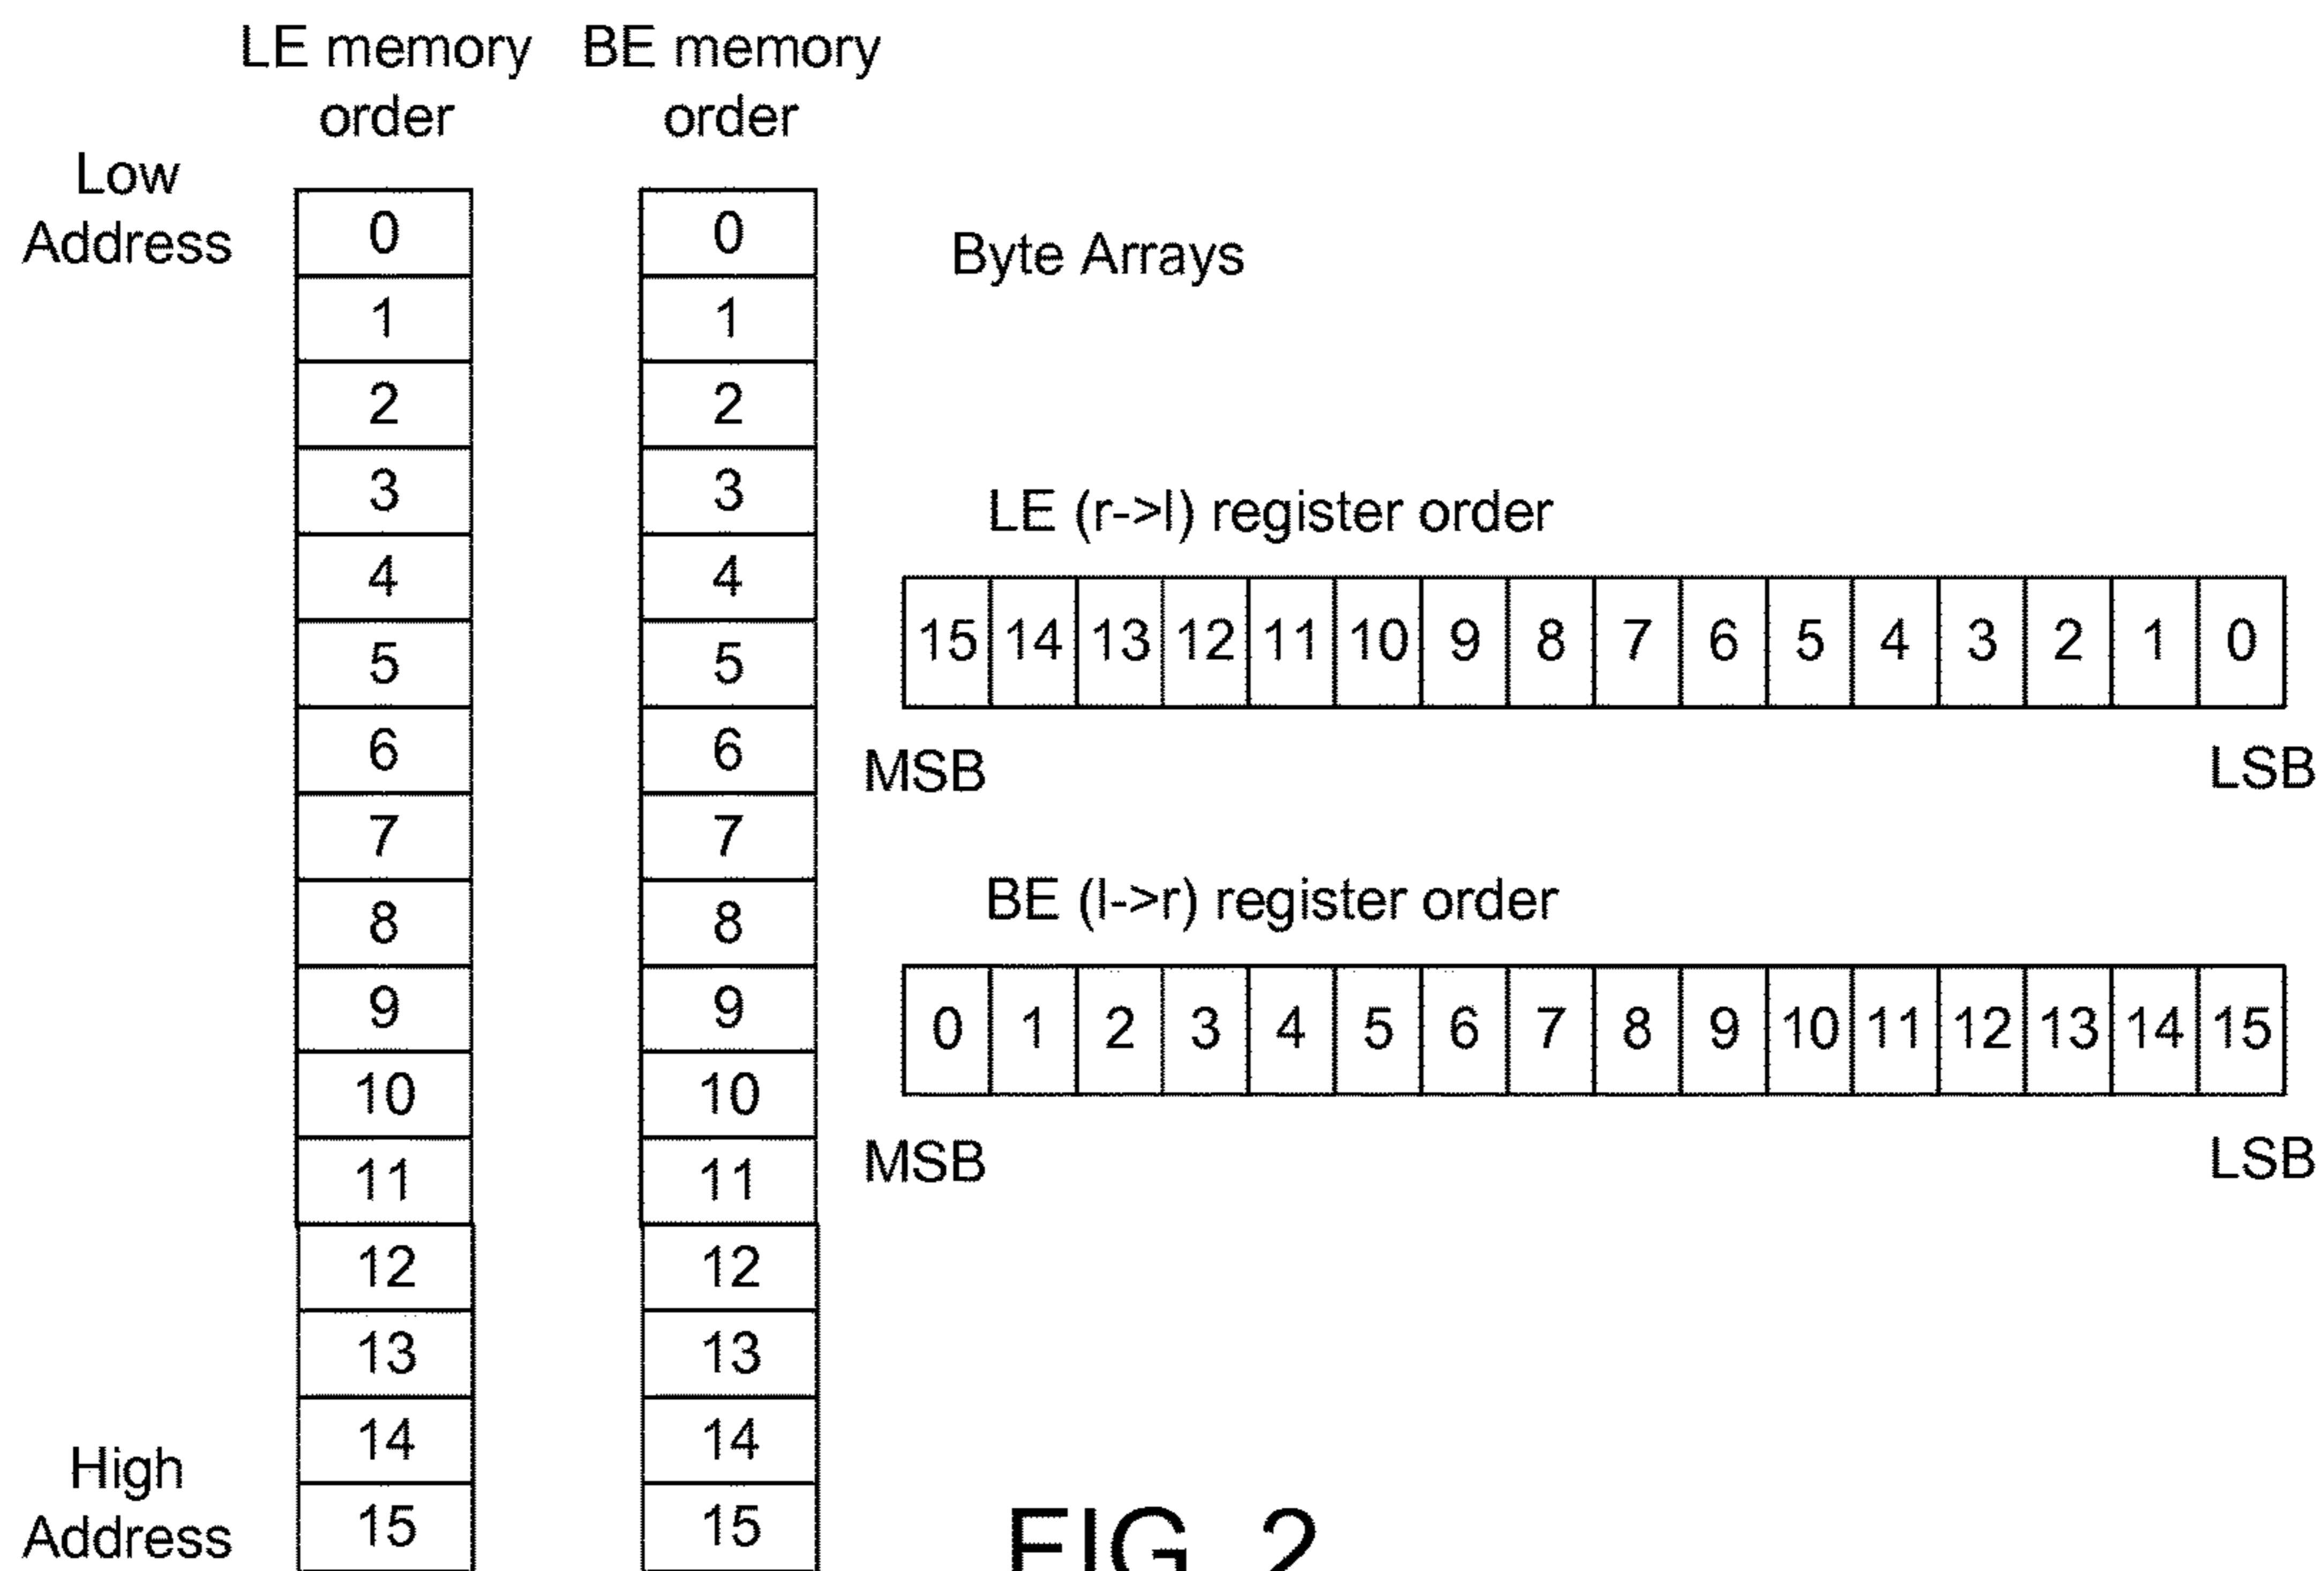 LE memory order
BE memory order
Low Address
0 0
1 1
2 2
3 3
4 4
5 5
6 6
7 7
8 8
9 9
10 10
11 11
12 12
13 13
14 14
15 15
High Address
Byte Arrays
LE (r->l) register order
15 14 13 12 11 10 9 8 7 6 5 4 3 2 1 0
MSB LSB
BE (l->r) register order
0 1 2 3 4 5 6 7 8 9 10 11 12 13 14 15
MSB LSB
FIG. 2